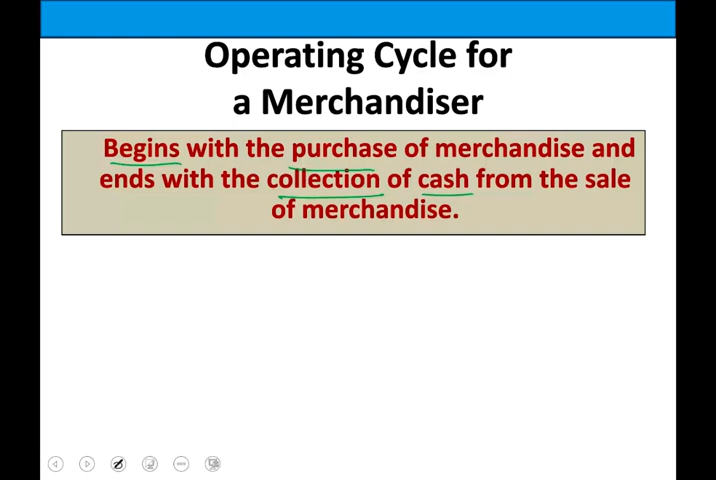 Operating Cycle for
a Merchandiser
Begins with the purchase of merchandise and
ends with the collection of cash from the sale
of merchandise.